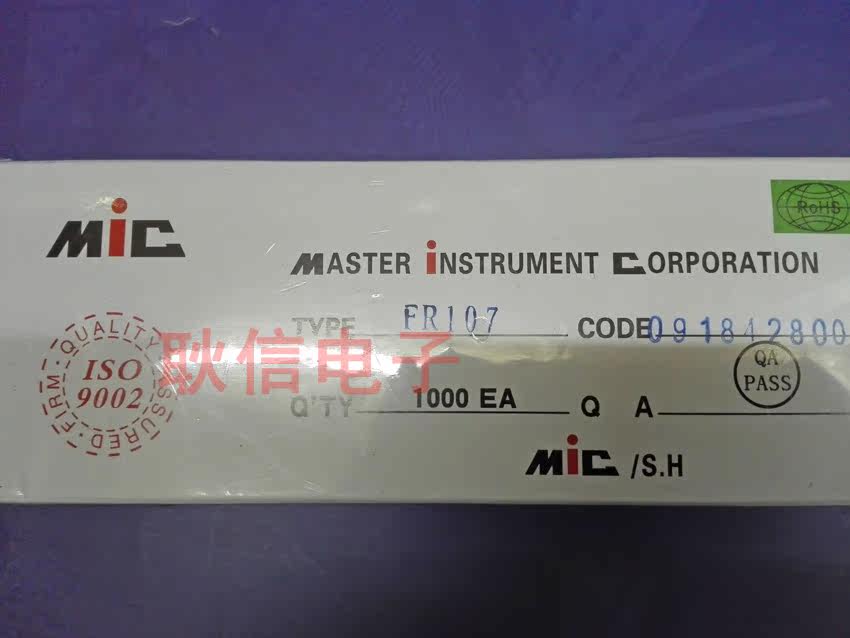 MiC
RoHS
MASTER iNSTRUMENT CORPORATION
TYPE FR107 CODE 091842800
耿信电子
FIRM · QUALITY ASSURED ·
ISO
9002
QA
PASS
Q'TY 1000 EA Q A
MiC /S.H